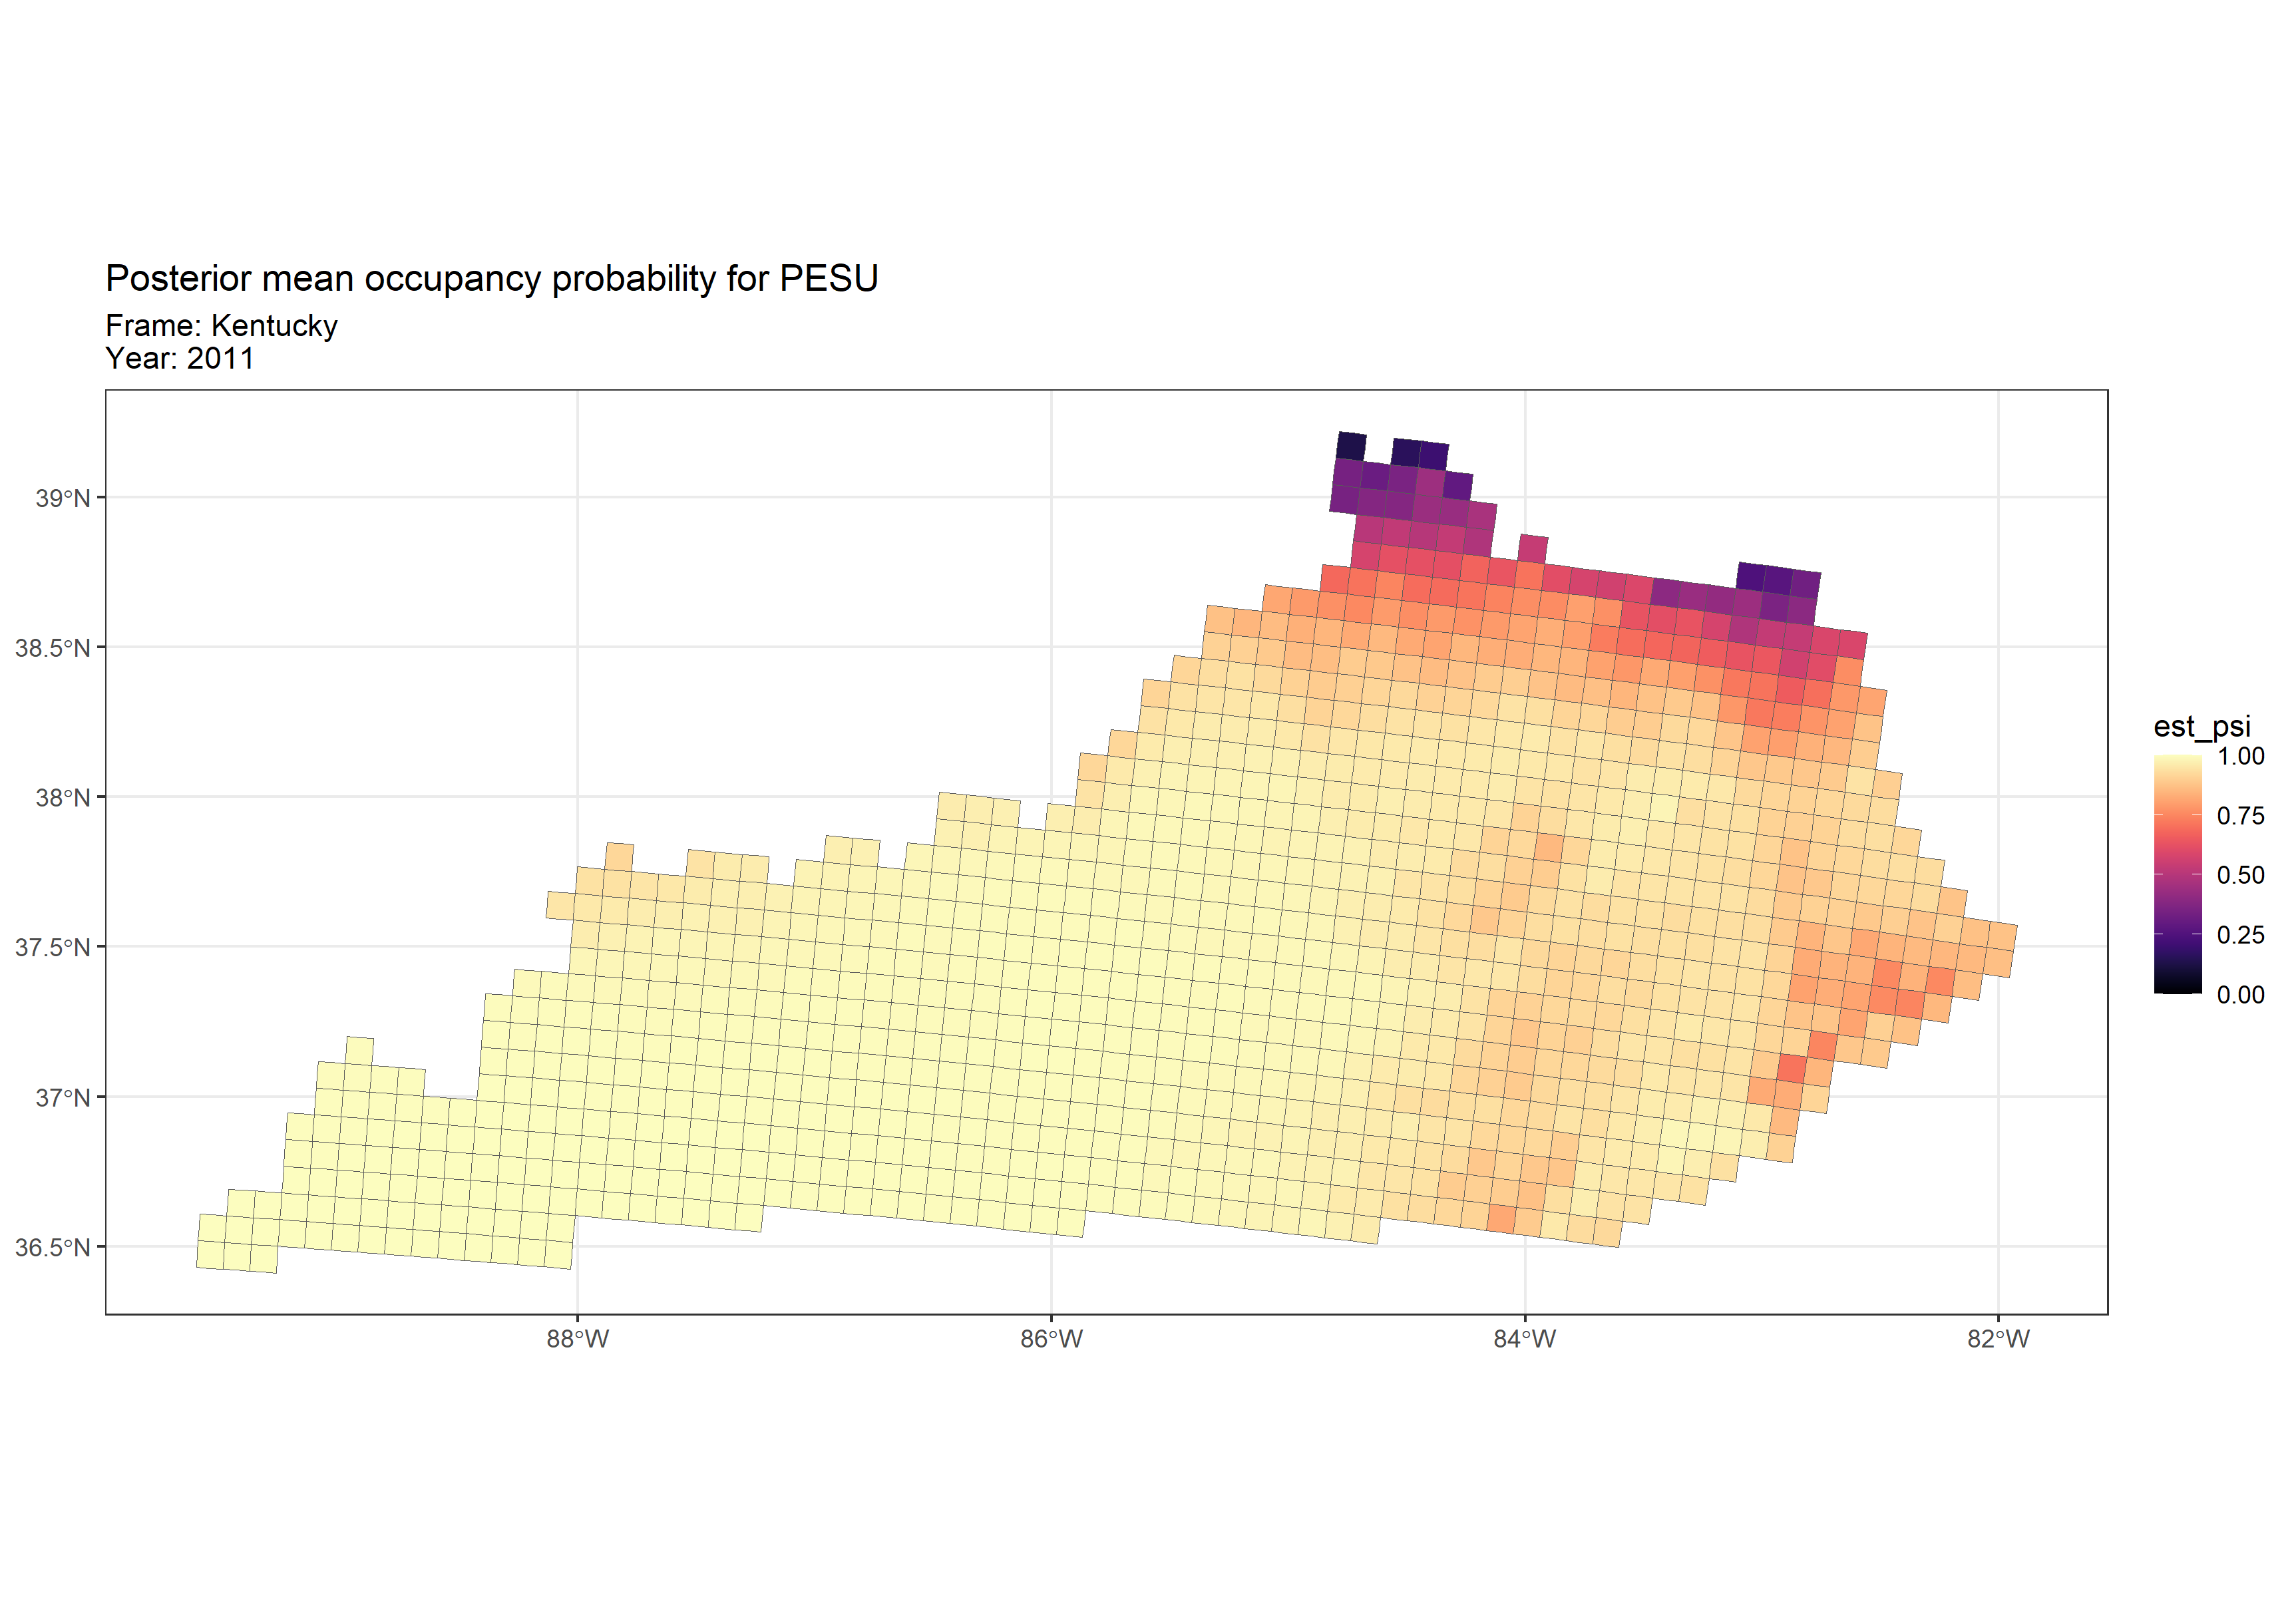 Posterior mean occupancy probability for PESU
Frame: Kentucky
Year: 2011
39°N
38.5°N
38°N
37.5°N
37°N
36.5°N
88°W
86°W
84°W
82°W
est_psi
1.00
0.75
0.50
0.25
0.00